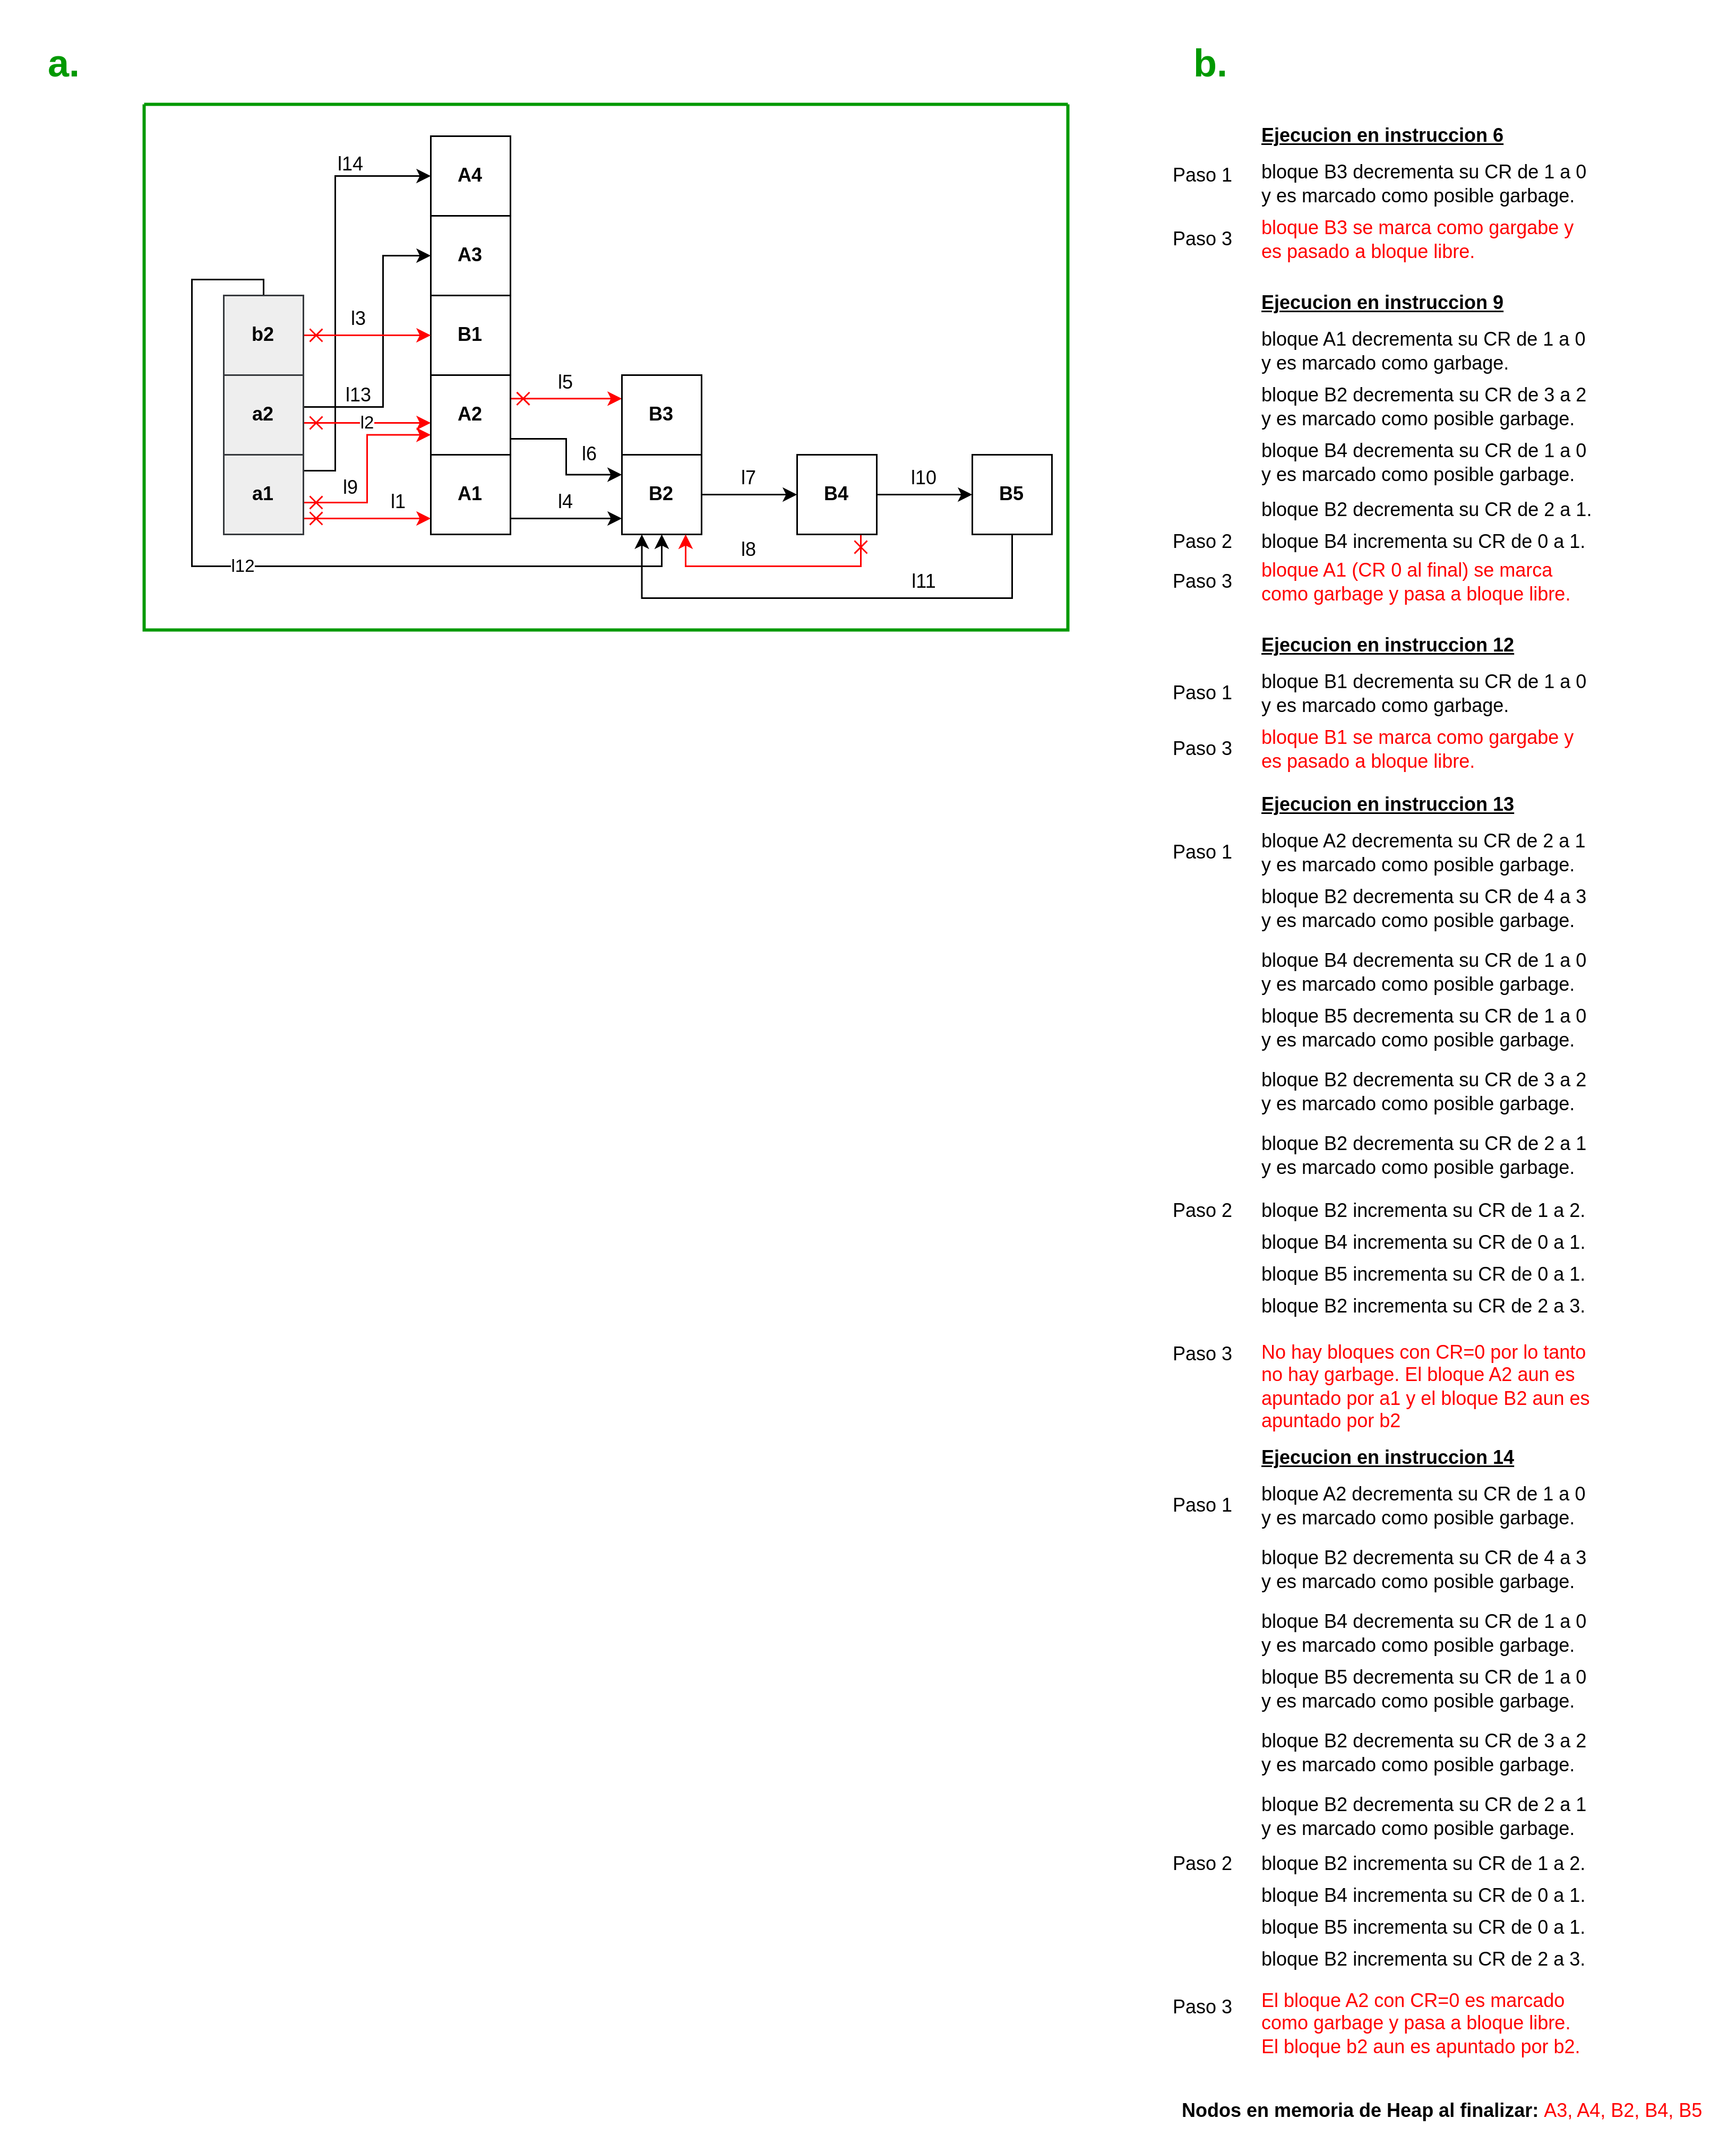 a.
l14
A4
A3
b2
l3
B1
l13
l5
a2
l2
A2
B3
l6
l9
l1
l7
l10
a1
A1
l4
B2
B4
B5
l8
l12
l11
b.
Ejecucion en instruccion 6
Paso 1
bloque B3 decrementa su CR de 1 a 0
y es marcado como posible garbage.
Paso 3
bloque B3 se marca como gargabe y
es pasado a bloque libre.
Ejecucion en instruccion 9
bloque A1 decrementa su CR de 1 a 0
y es marcado como garbage.
bloque B2 decrementa su CR de 3 a 2
y es marcado como posible garbage.
bloque B4 decrementa su CR de 1 a 0
y es marcado como posible garbage.
bloque B2 decrementa su CR de 2 a 1.
Paso 2
bloque B4 incrementa su CR de 0 a 1.
Paso 3
bloque A1 (CR 0 al final) se marca
como garbage y pasa a bloque libre.
Ejecucion en instruccion 12
Paso 1
bloque B1 decrementa su CR de 1 a 0
y es marcado como garbage.
Paso 3
bloque B1 se marca como gargabe y
es pasado a bloque libre.
Ejecucion en instruccion 13
Paso 1
bloque A2 decrementa su CR de 2 a 1
y es marcado como posible garbage.
bloque B2 decrementa su CR de 4 a 3
y es marcado como posible garbage.
bloque B4 decrementa su CR de 1 a 0
y es marcado como posible garbage.
bloque B5 decrementa su CR de 1 a 0
y es marcado como posible garbage.
bloque B2 decrementa su CR de 3 a 2
y es marcado como posible garbage.
bloque B2 decrementa su CR de 2 a 1
y es marcado como posible garbage.
Paso 2
bloque B2 incrementa su CR de 1 a 2.
bloque B4 incrementa su CR de 0 a 1.
bloque B5 incrementa su CR de 0 a 1.
bloque B2 incrementa su CR de 2 a 3.
Paso 3
No hay bloques con CR=0 por lo tanto
no hay garbage. El bloque A2 aun es
apuntado por a1 y el bloque B2 aun es
apuntado por b2
Ejecucion en instruccion 14
Paso 1
bloque A2 decrementa su CR de 1 a 0
y es marcado como posible garbage.
bloque B2 decrementa su CR de 4 a 3
y es marcado como posible garbage.
bloque B4 decrementa su CR de 1 a 0
y es marcado como posible garbage.
bloque B5 decrementa su CR de 1 a 0
y es marcado como posible garbage.
bloque B2 decrementa su CR de 3 a 2
y es marcado como posible garbage.
bloque B2 decrementa su CR de 2 a 1
y es marcado como posible garbage.
Paso 2
bloque B2 incrementa su CR de 1 a 2.
bloque B4 incrementa su CR de 0 a 1.
bloque B5 incrementa su CR de 0 a 1.
bloque B2 incrementa su CR de 2 a 3.
Paso 3
El bloque A2 con CR=0 es marcado
como garbage y pasa a bloque libre.
El bloque b2 aun es apuntado por b2.
Nodos en memoria de Heap al finalizar: A3, A4, B2, B4, B5